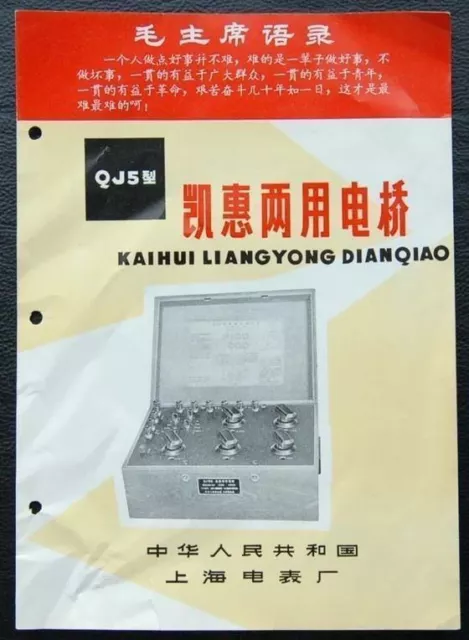 毛主席语录
一个人做点好事并不难，难的是一辈子做好事，不
做坏事，一贯的有益于广大群众，一贯的有益于青年，
一贯的有益于革命，艰苦奋斗几十年如一日，这才是最
难最难的呵！
QJ5型
凯惠两用电桥
KAIHUI LIANGYONG DIANQIAO
中华人民共和国
上海电表厂